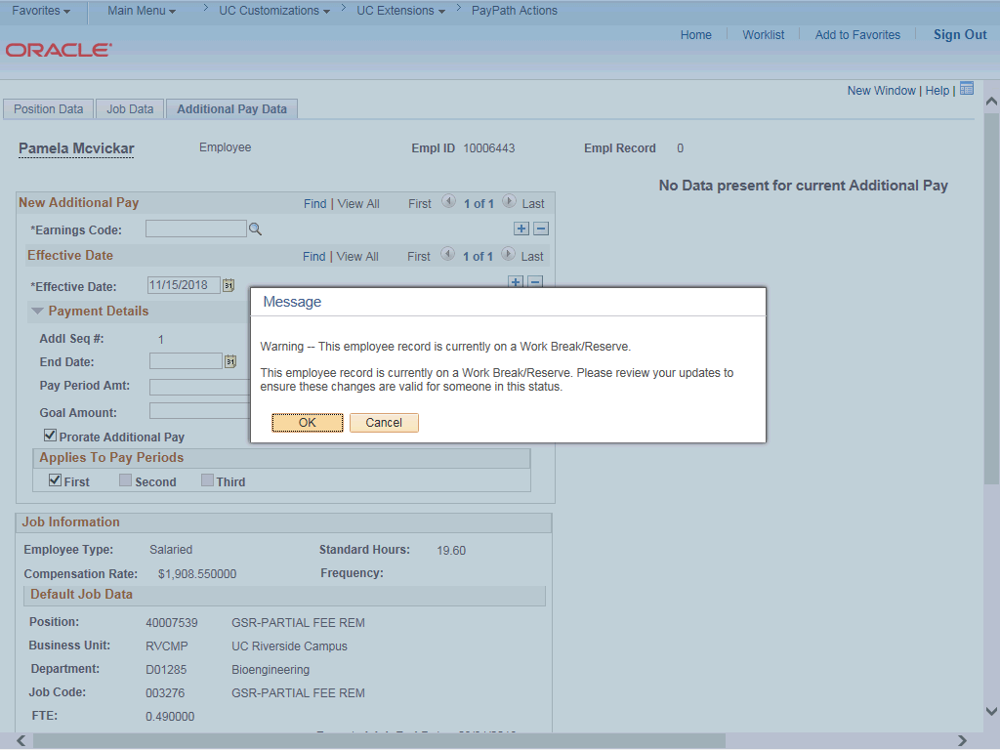 Favorites Main Menu UC Customizations UC Extensions PayPath Actions
Home Worklist Add to Favorites Sign Out
ORACLE
New Window | Help |
Position Data Job Data Additional Pay Data
Pamela Mcvickar Employee Empl ID 10006443 Empl Record 0
No Data present for current Additional Pay
New Additional Pay Find | View All First 1 of 1 Last
*Earnings Code:
Effective Date Find | View All First 1 of 1 Last
*Effective Date: 11/15/2018
Payment Details
Addl Seq #: 1
End Date:
Pay Period Amt:
Goal Amount:
Prorate Additional Pay
Applies To Pay Periods
First Second Third
Message
Warning -- This employee record is currently on a Work Break/Reserve.
This employee record is currently on a Work Break/Reserve. Please review your updates to
ensure these changes are valid for someone in this status.
OK Cancel
Job Information
Employee Type: Salaried Standard Hours: 19.60
Compensation Rate: $1,908.550000 Frequency:
Default Job Data
Position: 40007539 GSR-PARTIAL FEE REM
Business Unit: RVCMP UC Riverside Campus
Department: D01285 Bioengineering
Job Code: 003276 GSR-PARTIAL FEE REM
FTE: 0.490000